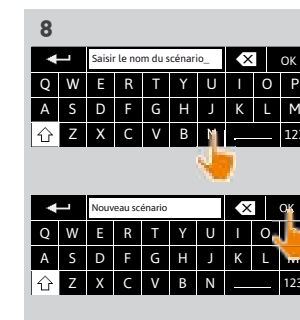 8
Saisir le nom du scénario_ OK
Q W E R T Y U I O P
A S D F G H J K L M
Z X C V B N 123
Nouveau scénario OK
Q W E R T Y U I O
A S D F G H J K L M
Z X C V B N 123